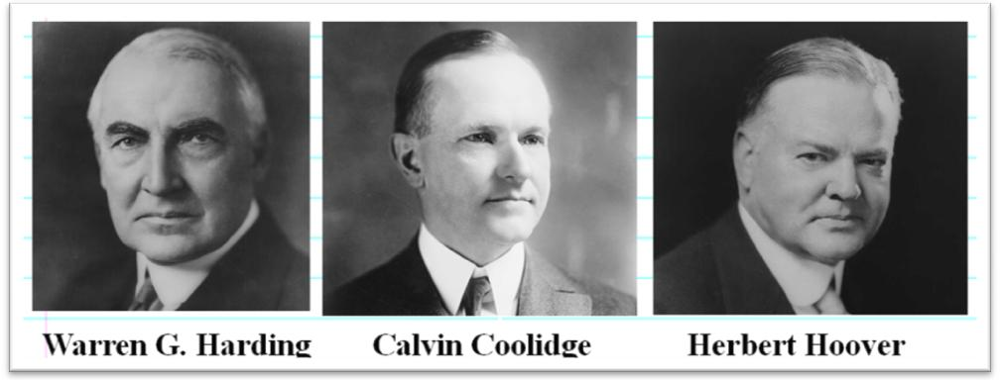 Warren G. Harding
Calvin Coolidge
Herbert Hoover